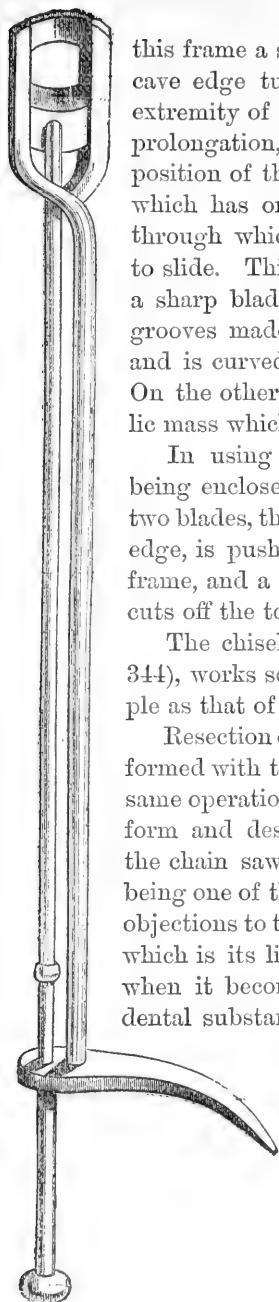 this frame a s
cave edge tu
extremity of
prolongation,
position of th
which has or
through whic
to slide. Thi
a sharp blad
grooves mad
and is curved
On the other
lic mass whicl
In using
being enclose
two blades, th
edge, is push
frame, and a
cuts off the to
The chisel
344), works so
ple as that of
Resection o
formed with t
same operatio
form and des
the chain saw
being one of t
objections to t
which is its li
when it becon
dental substan